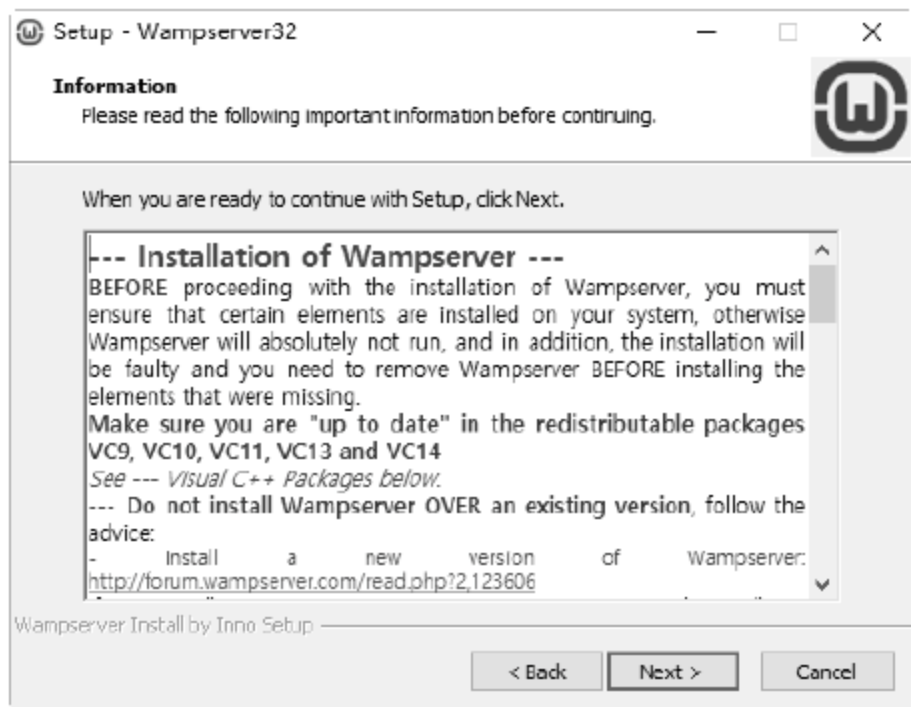 Setup - Wampserver32
Information
Please read the following important information before continuing.
When you are ready to continue with Setup, click Next.
--- Installation of Wampserver ---
BEFORE proceeding with the installation of Wampserver, you must
ensure that certain elements are installed on your system, otherwise
Wampserver will absolutely not run, and in addition, the installation will
be faulty and you need to remove Wampserver BEFORE installing the
elements that were missing.
Make sure you are "up to date" in the redistributable packages
VC9, VC10, VC11, VC13 and VC14
See --- Visual C++ Packages below.
--- Do not install Wampserver OVER an existing version, follow the
advice:
- Install a new version of Wampserver:
http://forum.wampserver.com/read.php?2,123606
Wampserver Install by Inno Setup
< Back Next > Cancel